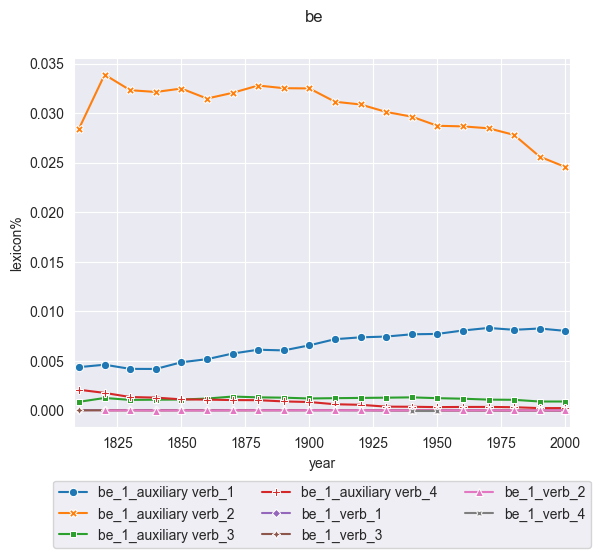 be
0.035
0.030
0.025
0.020
0.015
0.010
0.005
0.000
lexicon%
1825 1850 1875 1900 1925 1950 1975 2000
year
be_1_auxiliary verb_1 be_1_auxiliary verb_4 be_1_verb_2
be_1_auxiliary verb_2 be_1_verb_1 be_1_verb_4
be_1_auxiliary verb_3 be_1_verb_3